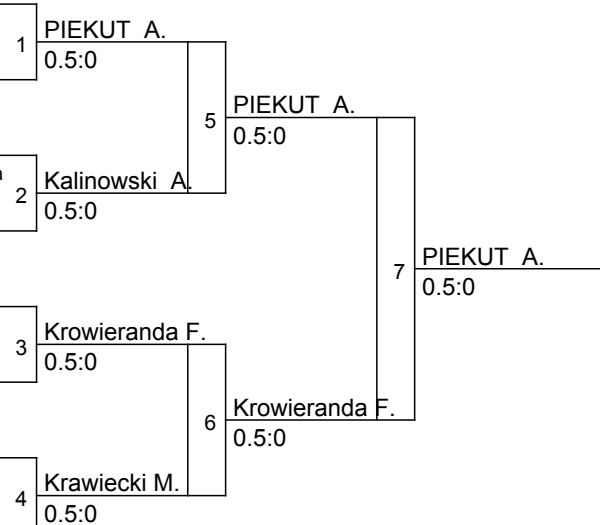 PIEKUT A.
1
0.5:0
PIEKUT A.
5
0.5:0
a
Kalinowski A.
2
0.5:0
PIEKUT A.
7
0.5:0
Krowieranda F.
3
0.5:0
Krowieranda F.
6
0.5:0
Krawiecki M.
4
0.5:0